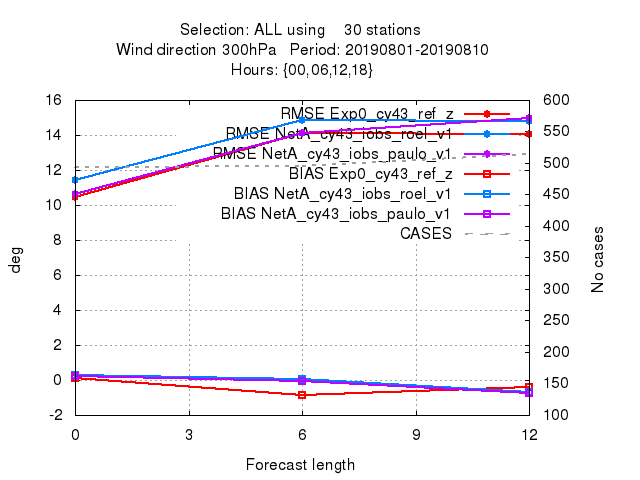 Selection: ALL using    30 stations
Wind direction 300hPa   Period: 20190801-20190810
Hours: {00,06,12,18}
16 600
14 550
12 500
10 450
8 400
6 350
4 300
2 250
0 200
-2 150
100
RMSE Exp0_cy43_ref_z
RMSE NetA_cy43_iobs_roel_v1
RMSE NetA_cy43_iobs_paulo_v1
BIAS Exp0_cy43_ref_z
BIAS NetA_cy43_iobs_roel_v1
BIAS NetA_cy43_iobs_paulo_v1
CASES
deg
No cases
0 3 6 9 12
Forecast length